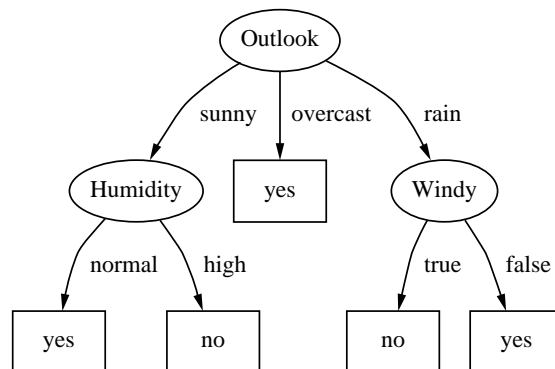 Outlook
sunny overcast rain
Humidity yes Windy
normal high true false
yes no no yes